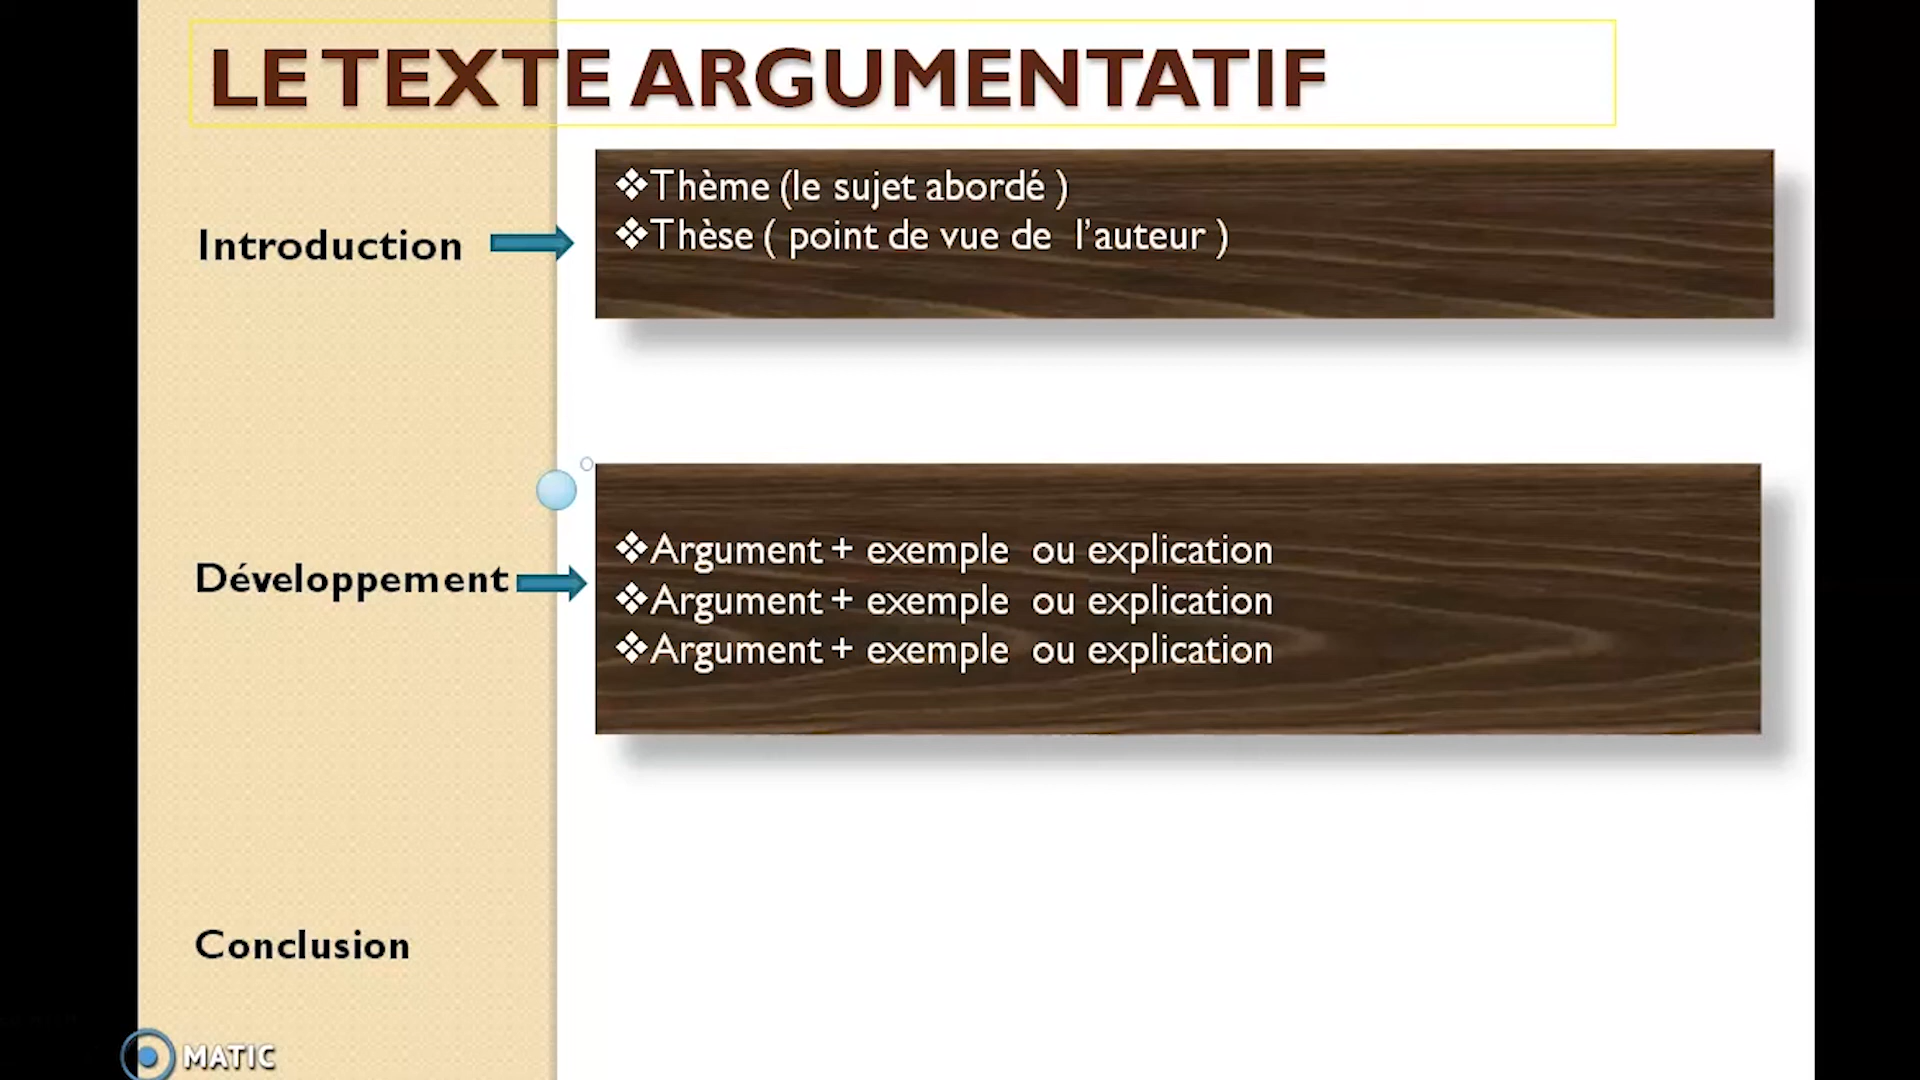 LE TEXTE ARGUMENTATIF
Introduction
❖Thème (le sujet abordé )
❖Thèse ( point de vue de l'auteur )
Développement
❖Argument + exemple ou explication
❖Argument + exemple ou explication
❖Argument + exemple ou explication
Conclusion
MATIC